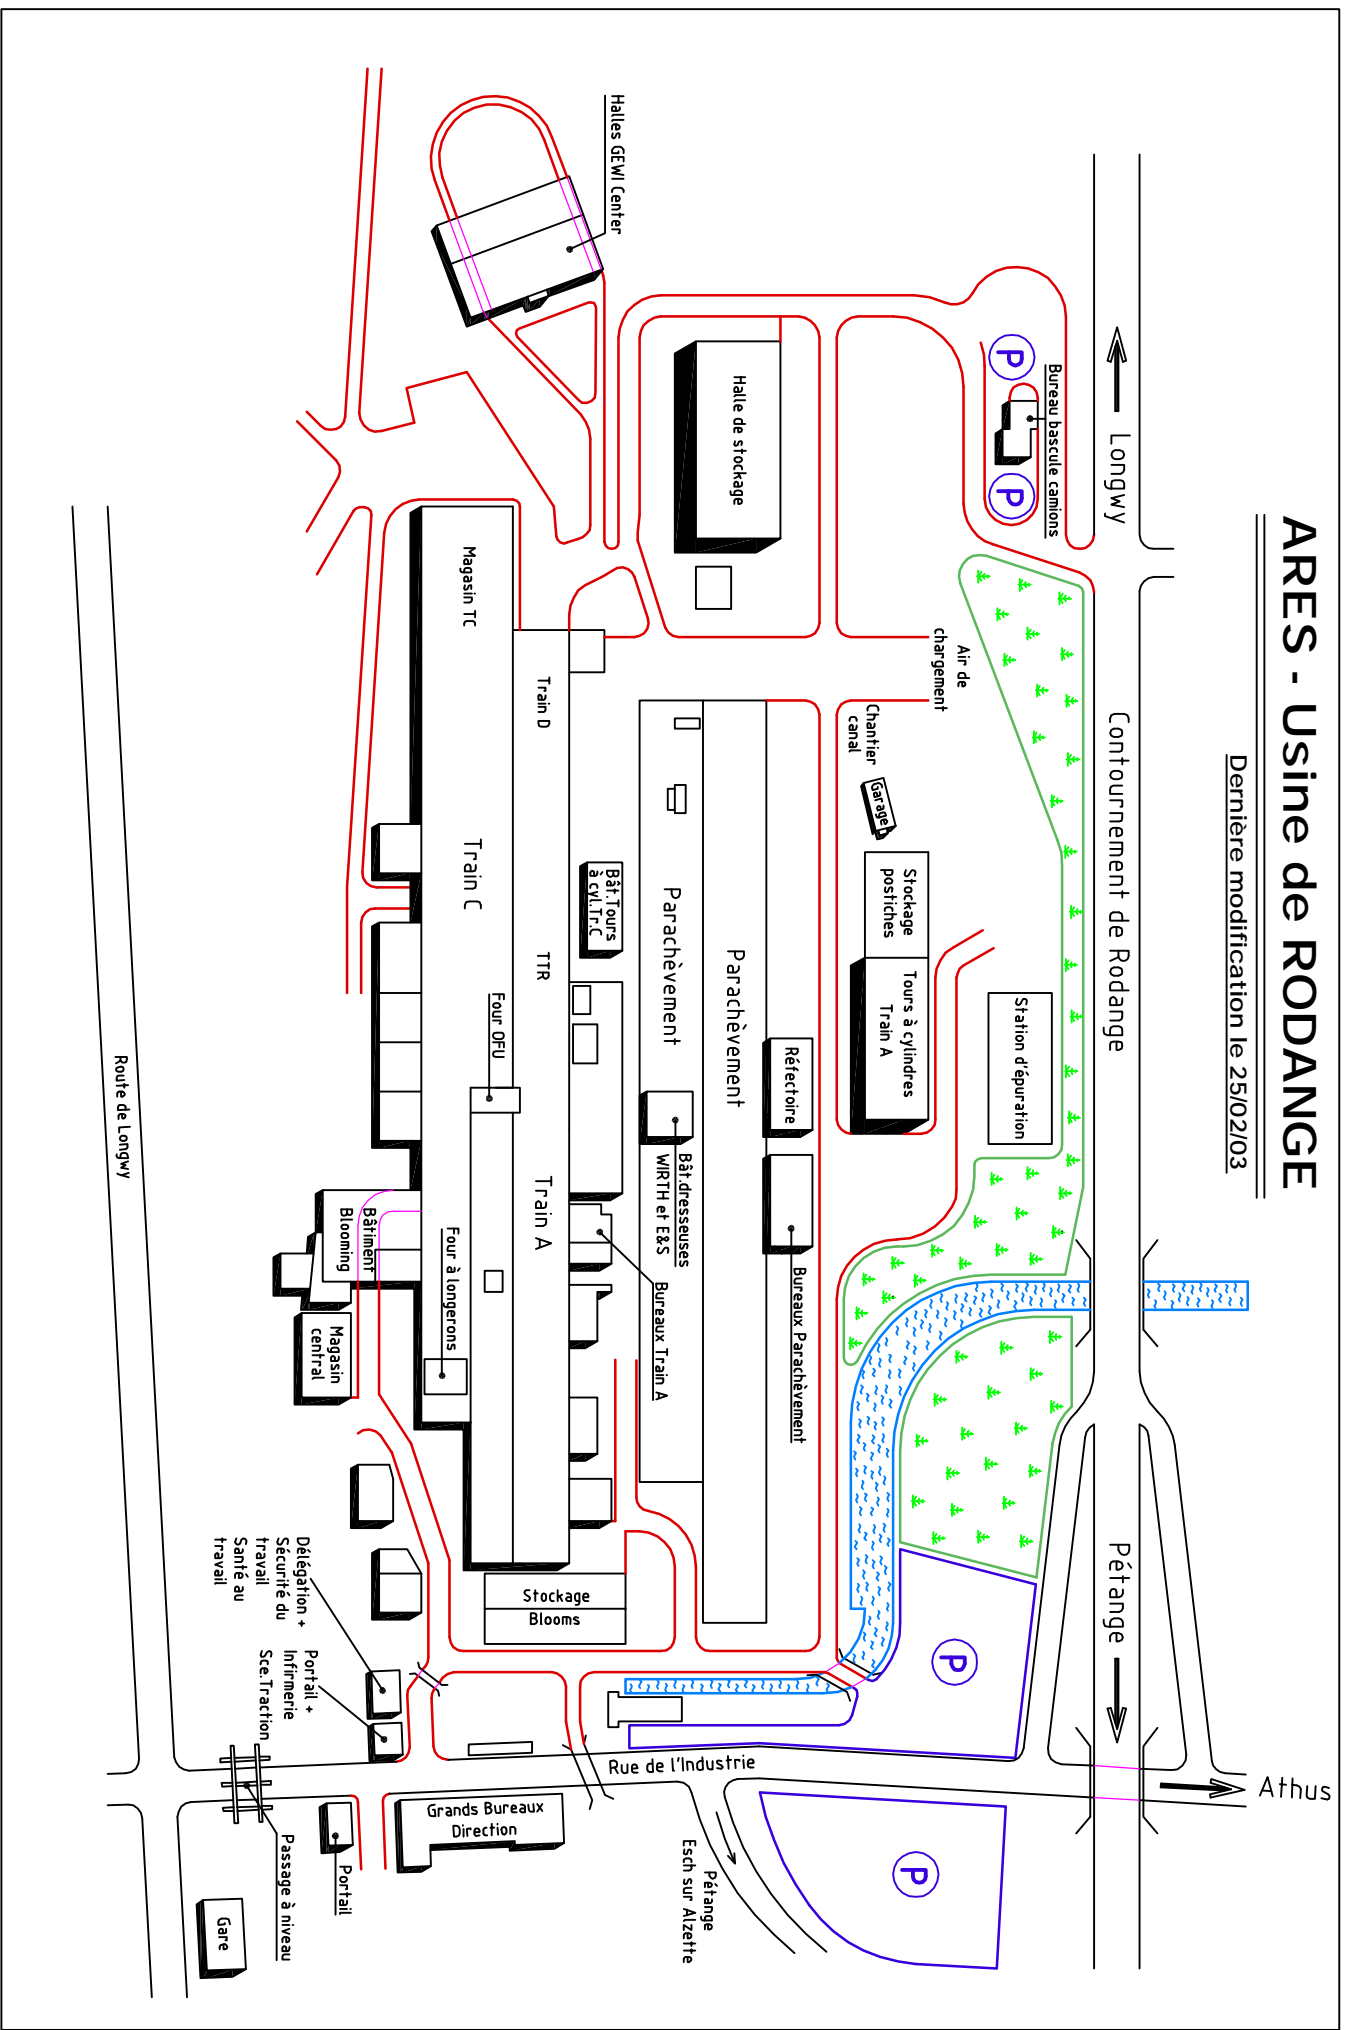 ARES - Usine de RODANGE
Dernière modification le 25/02/03
Longwy
Contournement de Rodange
Pétange
Athus
Bureau bascule camions
P
P
Halles GEWI Center
Halle de stockage
Air de
chargement
Chantier
canal
Garage
Stockage
postiches
Tours à cylindres
Train A
Station d'épuration
Réfectoire
Bureaux Parachèvement
Parachèvement
Parachèvement
Bât.dresseuses
WIRTH et E&S
Bureaux Train A
Bât.Tours
à cyl.Tr.C
Magasin TC
Train D
Train C
TTR
Four OFU
Train A
Four à longerons
Bâtiment
Blooming
Magasin
central
Stockage
Blooms
Délégation +
Sécurité du
travail
Santé au
travail
Portail +
Infirmerie
Sce.Traction
P
Rue de l'Industrie
Grands Bureaux
Direction
Pétange
Esch sur Alzette
P
Portail
Passage à niveau
Gare
Route de Longwy